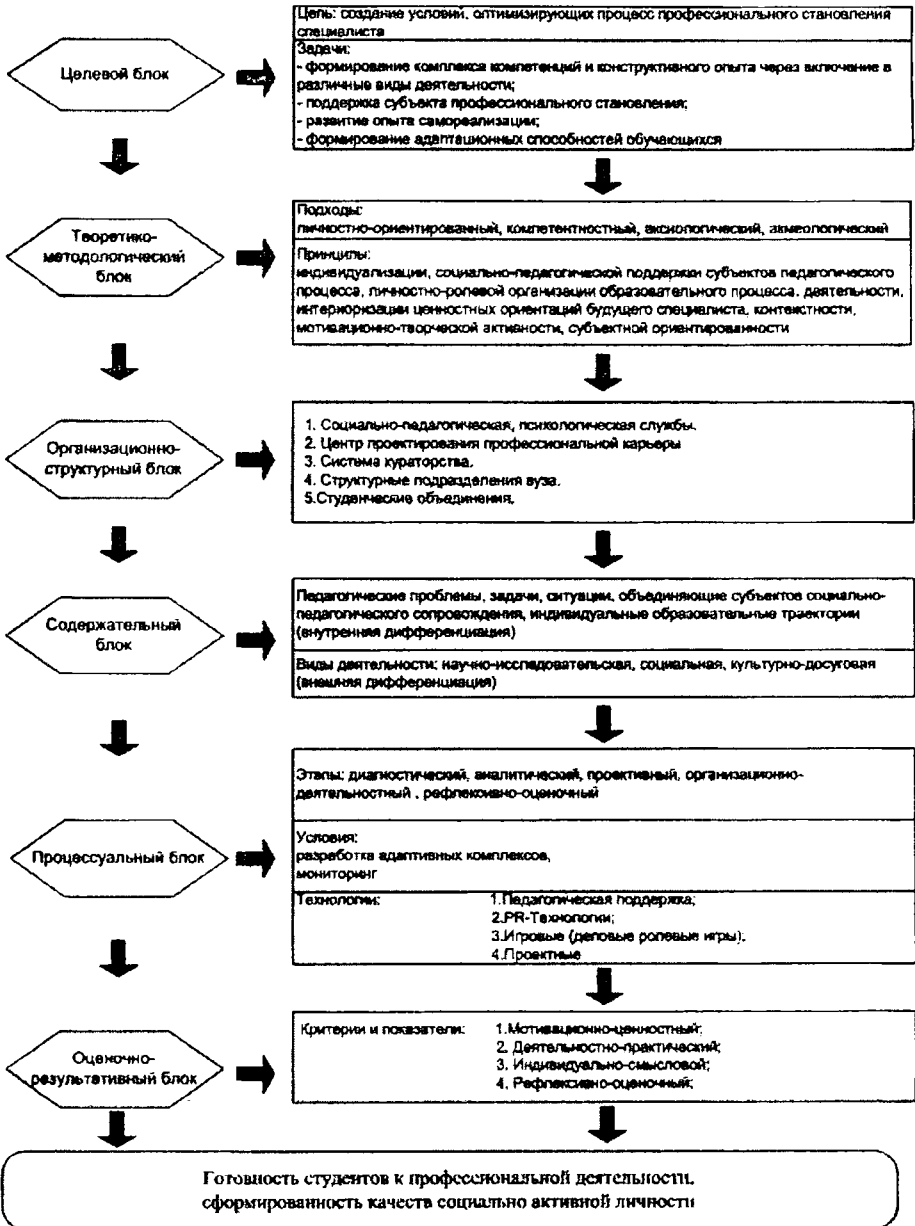 Целевой блок
Цель: создание условий, оптимизирующих процесс профессионального становления
специалиста
Задачи:
- формирование комплекса компетенций и конструктивного опыта через включение в
различные виды деятельности;
- поддержка субъекта профессионального становления;
- развитие опыта самореализации;
- формирование адаптационных способностей обучающихся
Теоретико-
методологический
блок
Подходы:
личностно-ориентированный, компетентностный, аксиологический, акмеологический
Принципы:
индивидуализации, социально-педагогической поддержки субъектов педагогического
процесса, личностно-ролевой организации образовательного процесса, деятельности,
интериоризации ценностных ориентаций будущего специалиста, контекстности,
мотивационно-творческой активности, субъектной ориентированности
Организационно-
структурный блок
1. Социально-педагогическая, психологическая службы.
2. Центр проектирования профессиональной карьеры
3. Система кураторства.
4. Структурные подразделения вуза.
5.Студенческие объединения.
Содержательный
блок
Педагогические проблемы, задачи, ситуации, объединяющие субъектов социально-
педагогического сопровождения, индивидуальные образовательные траектории
(внутренняя дифференциация)
Виды деятельности: научно-исследовательская, социальная, культурно-досуговая
(внешняя дифференциация)
Процессуальный блок
Этапы: диагностический, аналитический, проективный, организационно-
деятельностный , рефлексивно-оценочный
Условия:
разработка адаптивных комплексов,
мониторинг
Технологии: 1.Педагогическая поддержка;
2.PR-Технологии;
3.Игровые (деловые ролевые игры);
4.Проектные
Оценочно-
результативный блок
Критерии и показатели: 1.Мотивационно-ценностный;
2. Деятельностно-практический;
3. Индивидуально-смысловой;
4. Рефлексивно-оценочный;
Готовность студентов к профессиональной деятельности,
сформированность качеств социально активной личности